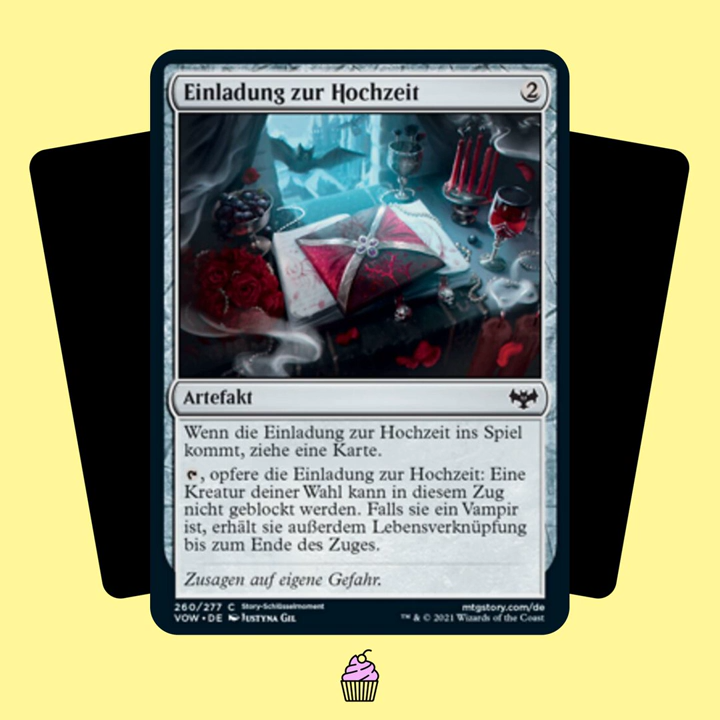 Einladung zur Hochzeit 2
Artefakt
Wenn die Einladung zur Hochzeit ins Spiel
kommt, ziehe eine Karte.
, opfere die Einladung zur Hochzeit: Eine
Kreatur deiner Wahl kann in diesem Zug
nicht geblockt werden. Falls sie ein Vampir
ist, erhält sie außerdem Lebensverknüpfung
bis zum Ende des Zuges.
Zusagen auf eigene Gefahr.
260/277 C Story-Schlüsselmoment mtgstory.com/de
VOW • DE Justyna Gil ™ & © 2021 Wizards of the Coast